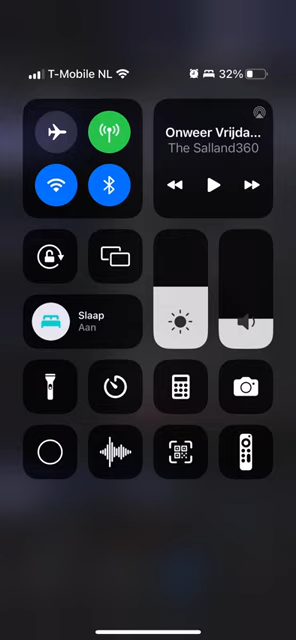 T-Mobile NL
32%
Onweer Vrijda...
The Salland360
Slaap
Aan